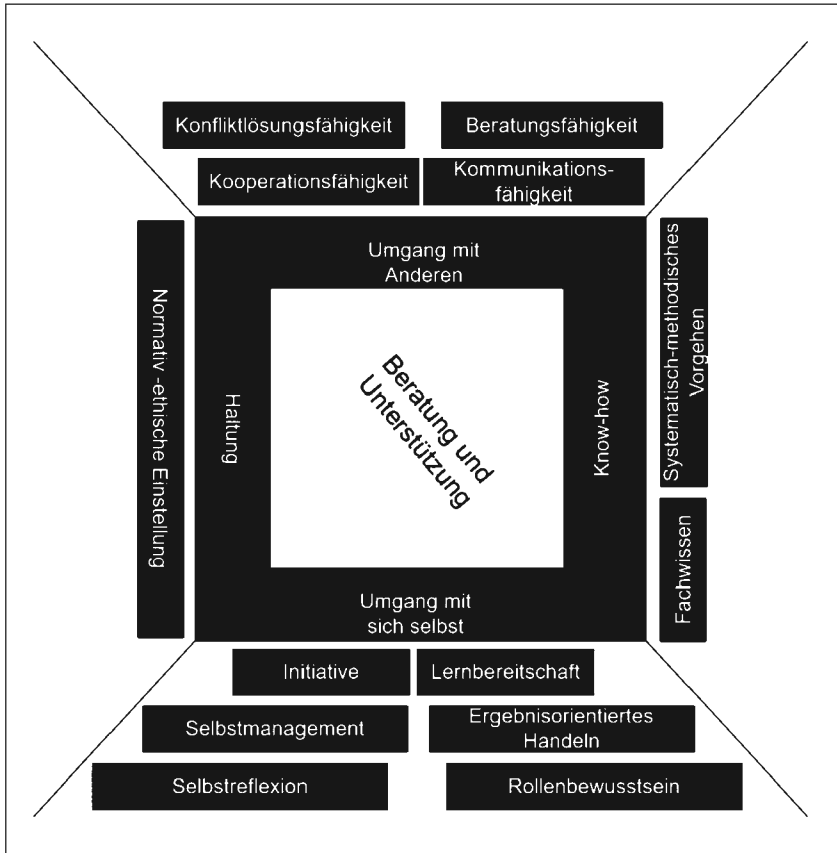 Konfliktlösungsfähigkeit
Beratungsfähigkeit
Kooperationsfähigkeit
Kommunikations-
fähigkeit
Umgang mit
Anderen
Normativ -ethische Einstellung
Haltung
Beratung und
Unterstützung
Know-how
Systematisch-methodisches
Vorgehen
Fachwissen
Umgang mit
sich selbst
Initiative
Lernbereitschaft
Selbstmanagement
Ergebnisorientiertes
Handeln
Selbstreflexion
Rollenbewusstsein